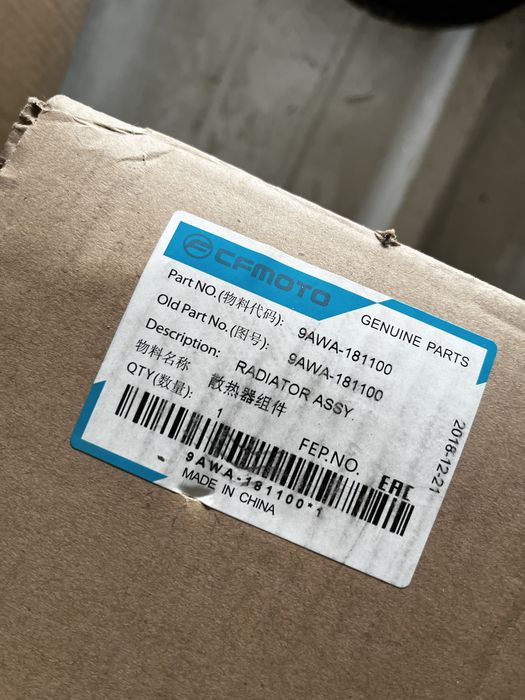 CFMOTO
GENUINE PARTS
Part NO.(物料代码): 9AWA-181100
Old Part No.(图号): 9AWA-181100
Description: RADIATOR ASSY
物料名称 散热器组件
QTY(数量): 1
FEP.NO.
2018-12-21
9AWA-181100*1
EAC
MADE IN CHINA